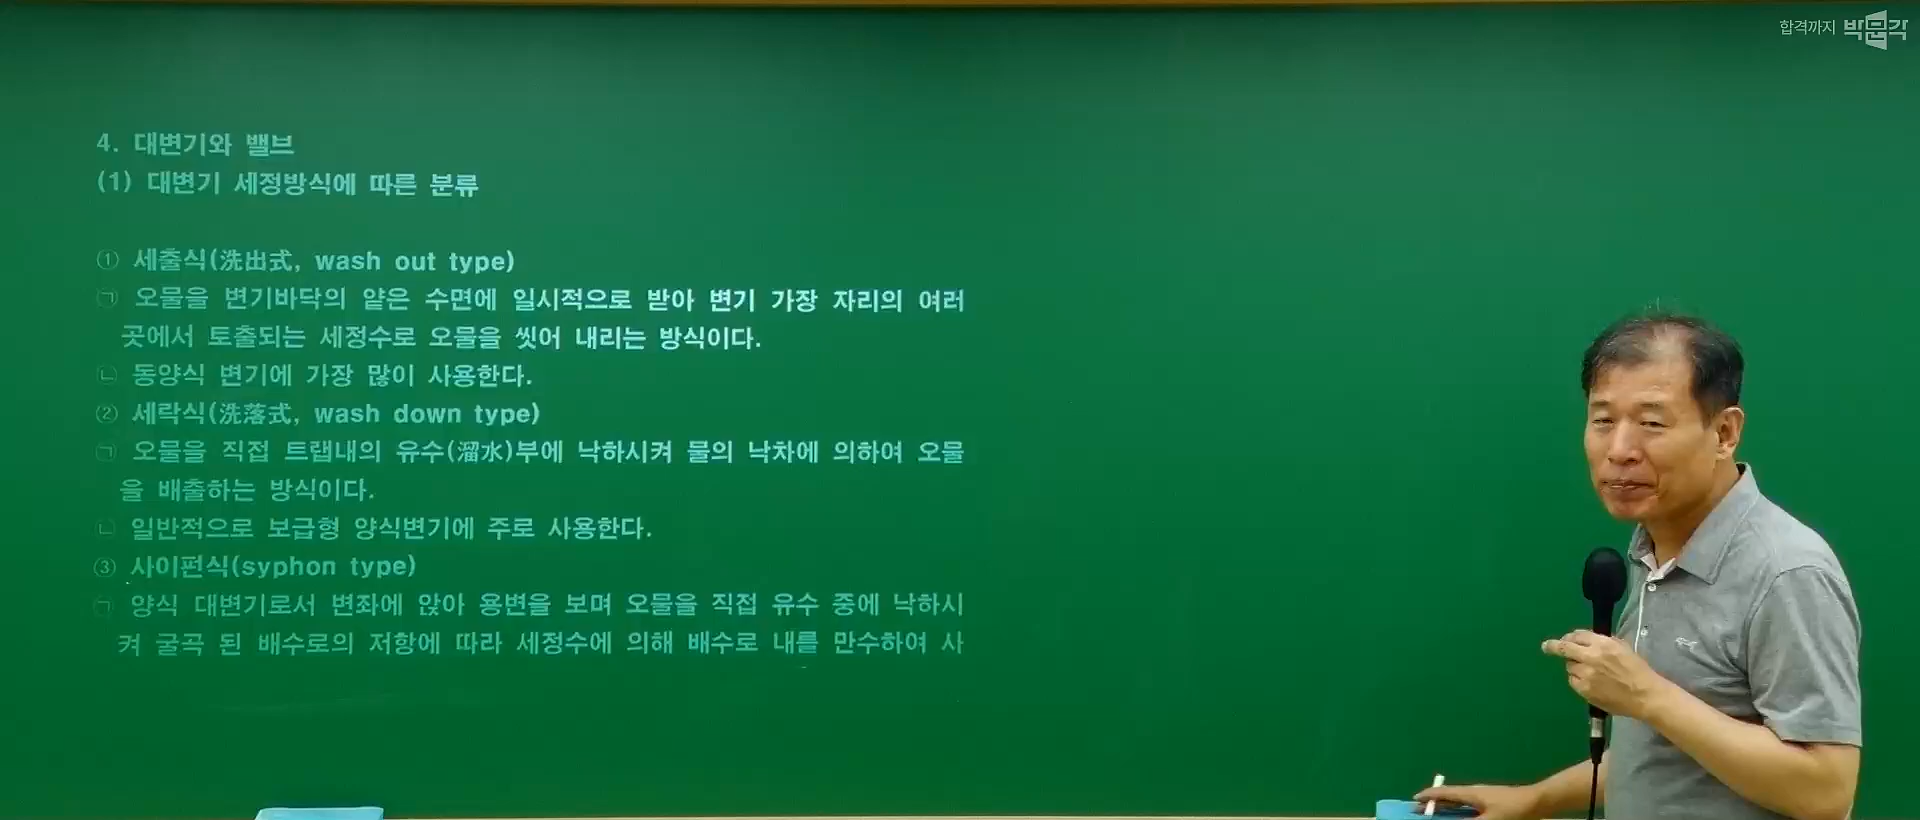 합격까지 박문각
4. 대변기와 밸브
(1) 대변기 세정방식에 따른 분류
① 세출식(洗出式, wash out type)
㉠ 오물을 변기바닥의 얕은 수면에 일시적으로 받아 변기 가장 자리의 여러
곳에서 토출되는 세정수로 오물을 씻어 내리는 방식이다.
㉡ 동양식 변기에 가장 많이 사용한다.
② 세락식(洗落式, wash down type)
㉠ 오물을 직접 트랩내의 유수(溜水)부에 낙하시켜 물의 낙차에 의하여 오물
을 배출하는 방식이다.
㉡ 일반적으로 보급형 양식변기에 주로 사용한다.
③ 사이펀식(syphon type)
㉠ 양식 대변기로서 변좌에 앉아 용변을 보며 오물을 직접 유수 중에 낙하시
켜 굴곡 된 배수로의 저항에 따라 세정수에 의해 배수로 내를 만수하여 사